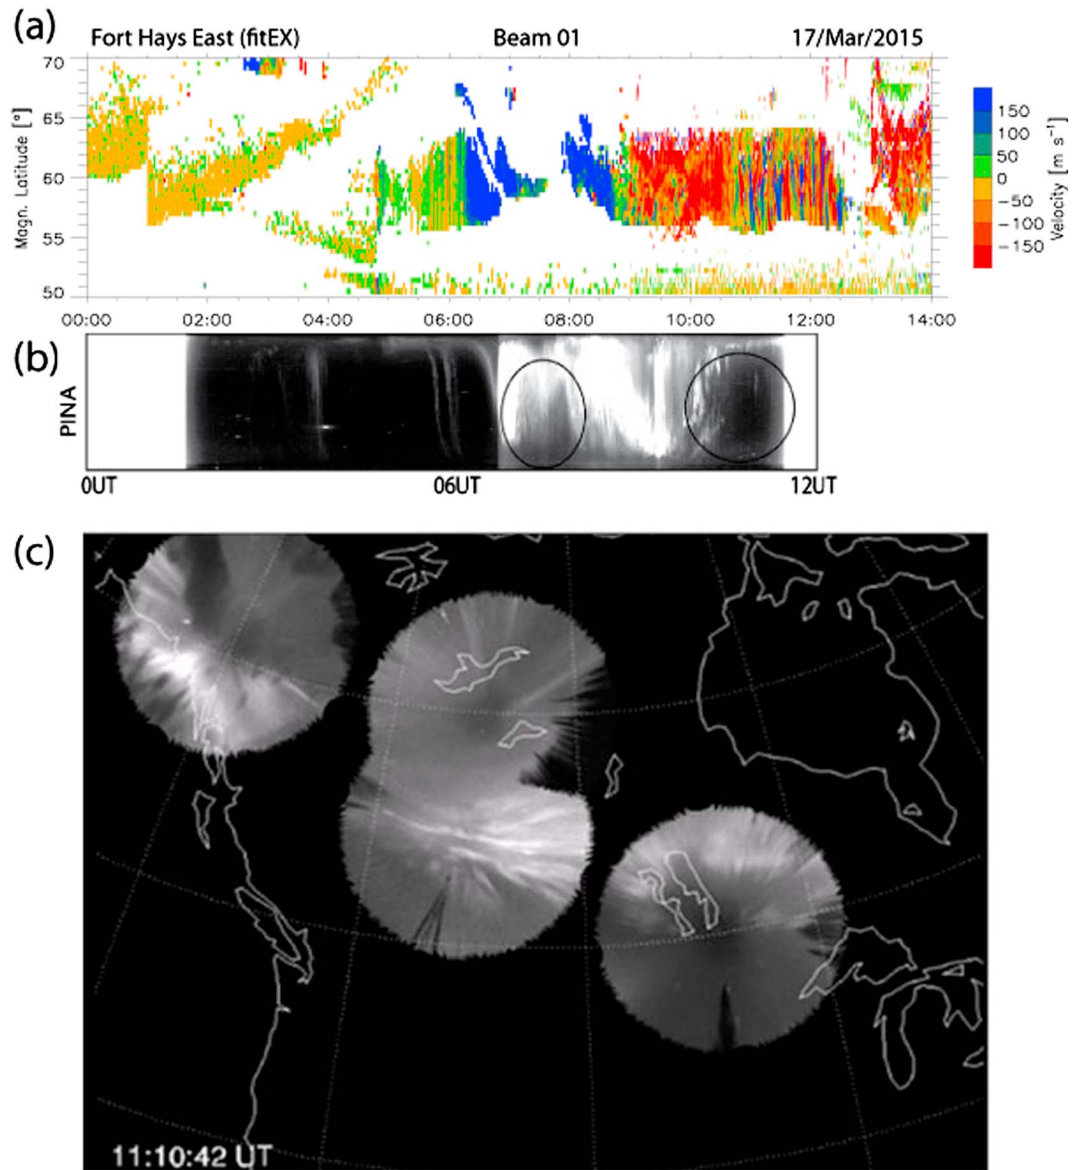 (a)
Fort Hays East (fitEX) Beam 01 17/Mar/2015
70
65
60
55
50
Magn. Latitude [°]
00:00 02:00 04:00 06:00 08:00 10:00 12:00 14:00
150
100
50
0
-50
-100
-150
Velocity [m s⁻¹]
(b)
PINA
0UT 06UT 12UT
(c)
11:10:42 UT